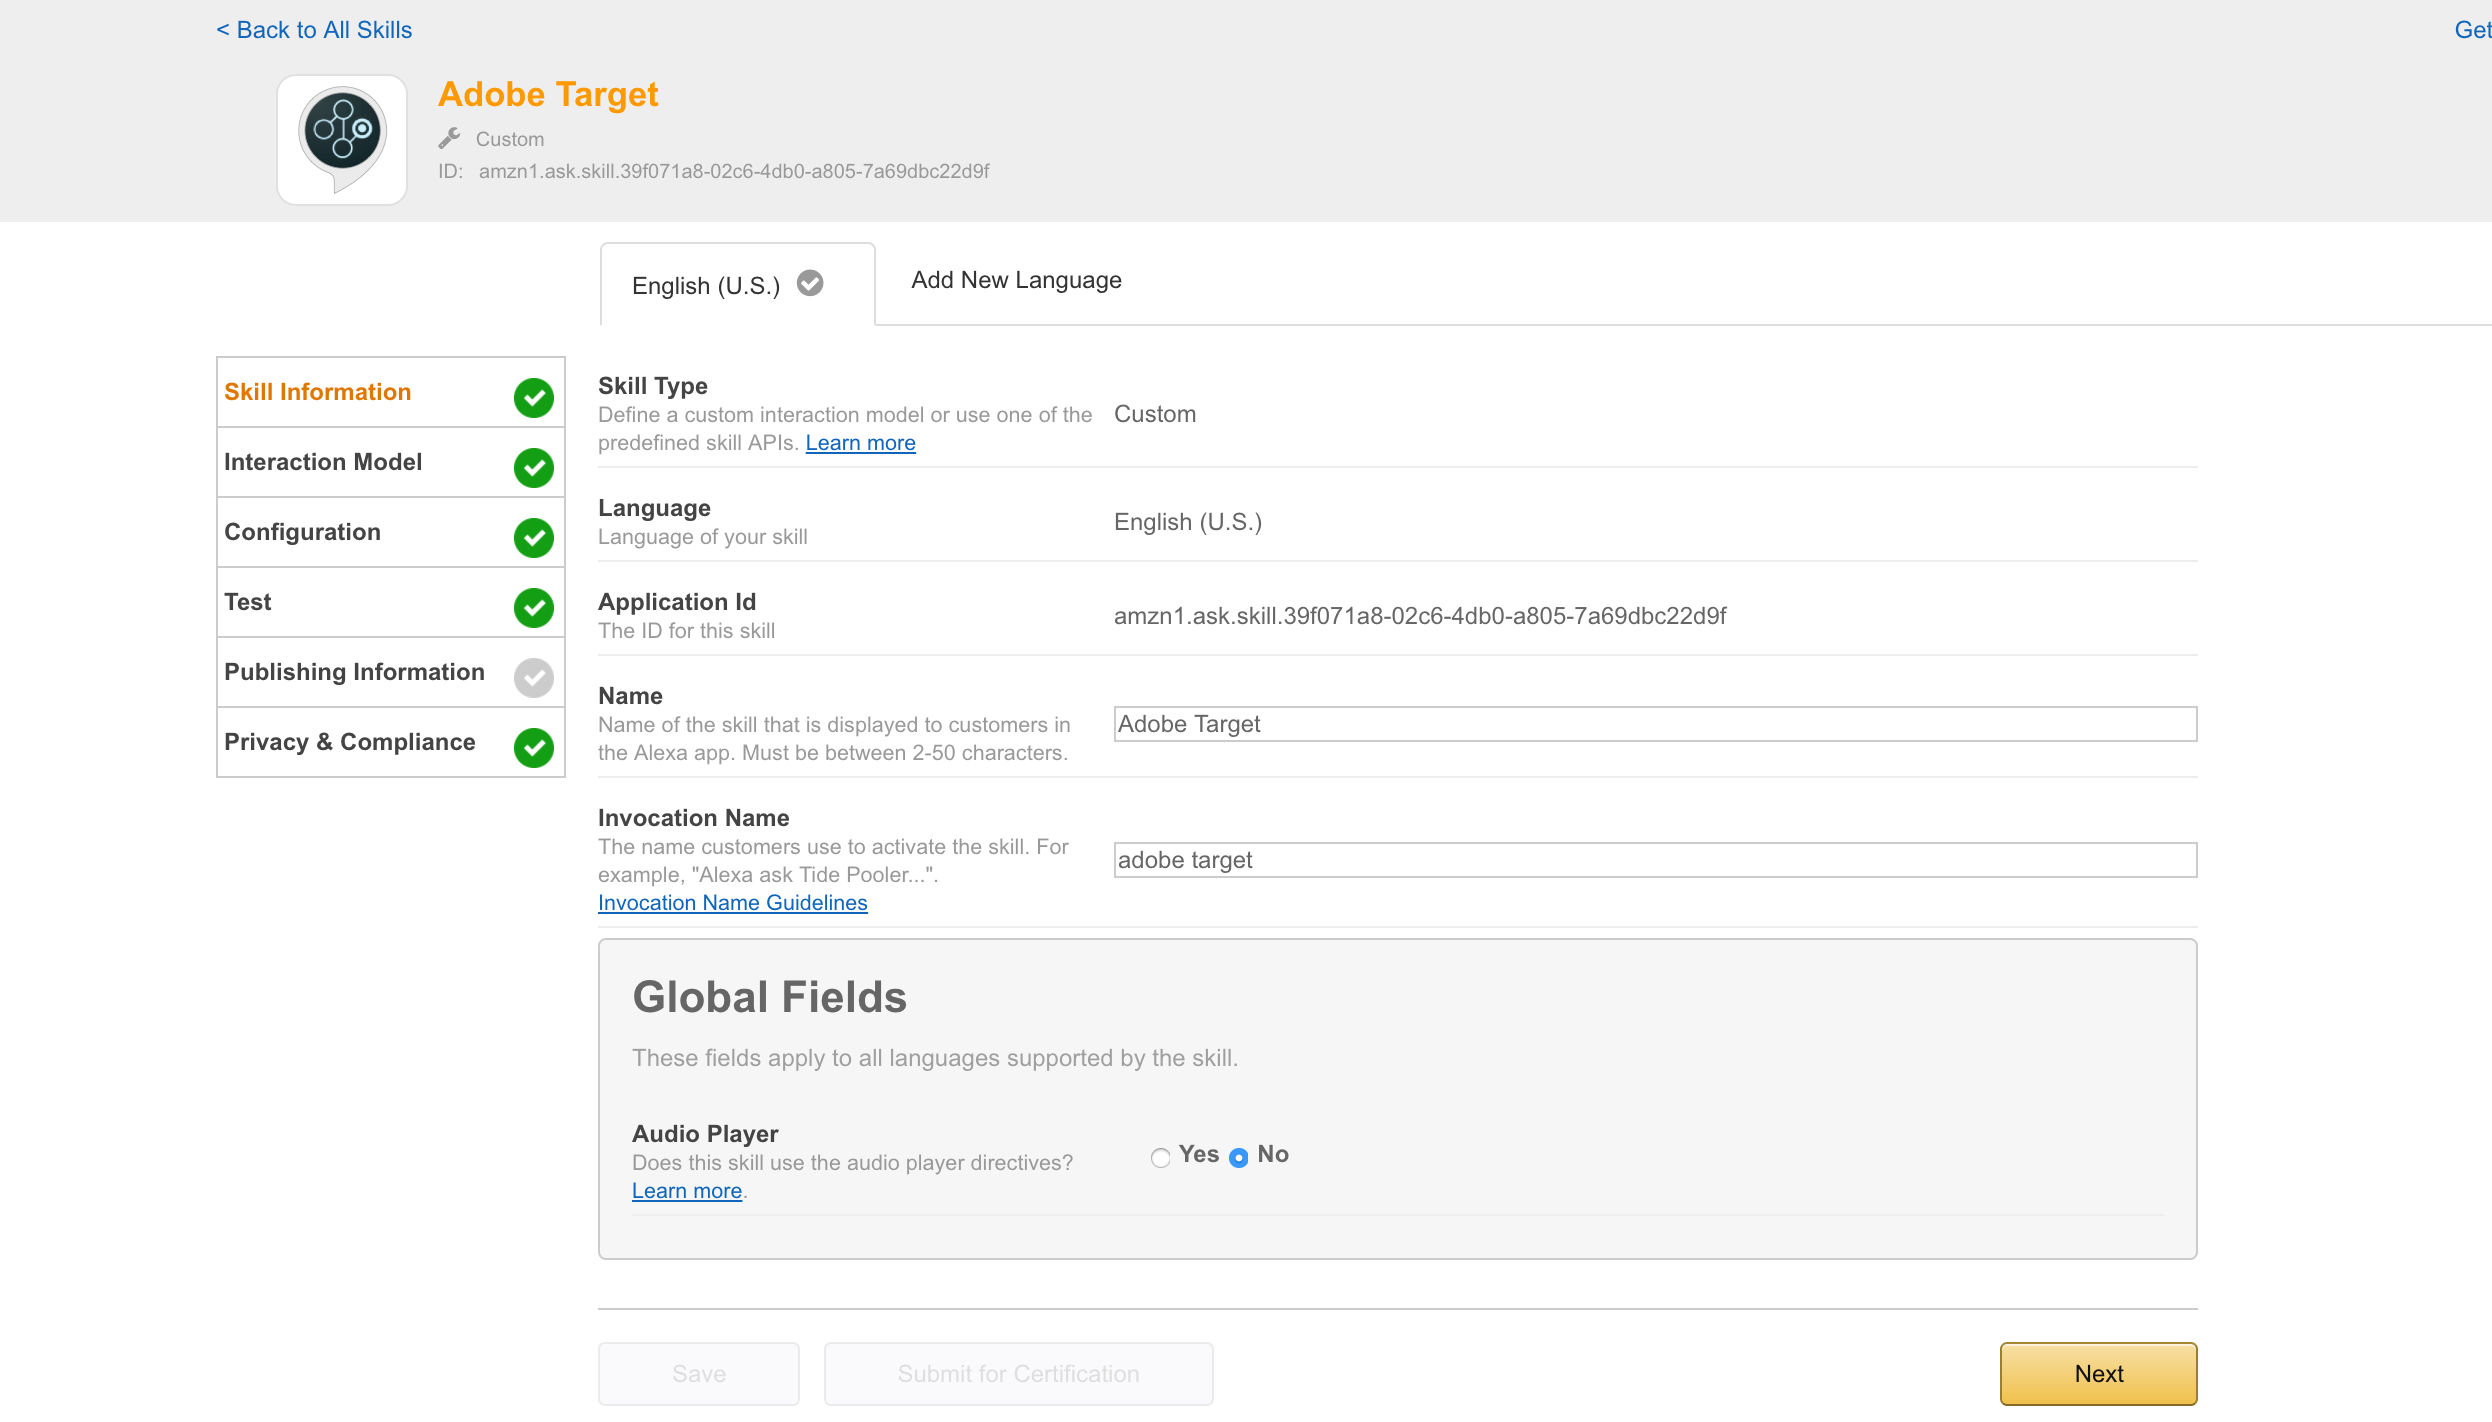 < Back to All Skills
Get
Adobe Target
Custom
ID: amzn1.ask.skill.39f071a8-02c6-4db0-a805-7a69dbc22d9f
English (U.S.)
Add New Language
Skill Information
Interaction Model
Configuration
Test
Publishing Information
Privacy & Compliance
Skill Type
Define a custom interaction model or use one of the
predefined skill APIs. Learn more
Custom
Language
Language of your skill
English (U.S.)
Application Id
The ID for this skill
amzn1.ask.skill.39f071a8-02c6-4db0-a805-7a69dbc22d9f
Name
Name of the skill that is displayed to customers in
the Alexa app. Must be between 2-50 characters.
Adobe Target
Invocation Name
The name customers use to activate the skill. For
example, "Alexa ask Tide Pooler...".
Invocation Name Guidelines
adobe target
Global Fields
These fields apply to all languages supported by the skill.
Audio Player
Does this skill use the audio player directives?
Learn more.
Yes No
Save
Submit for Certification
Next